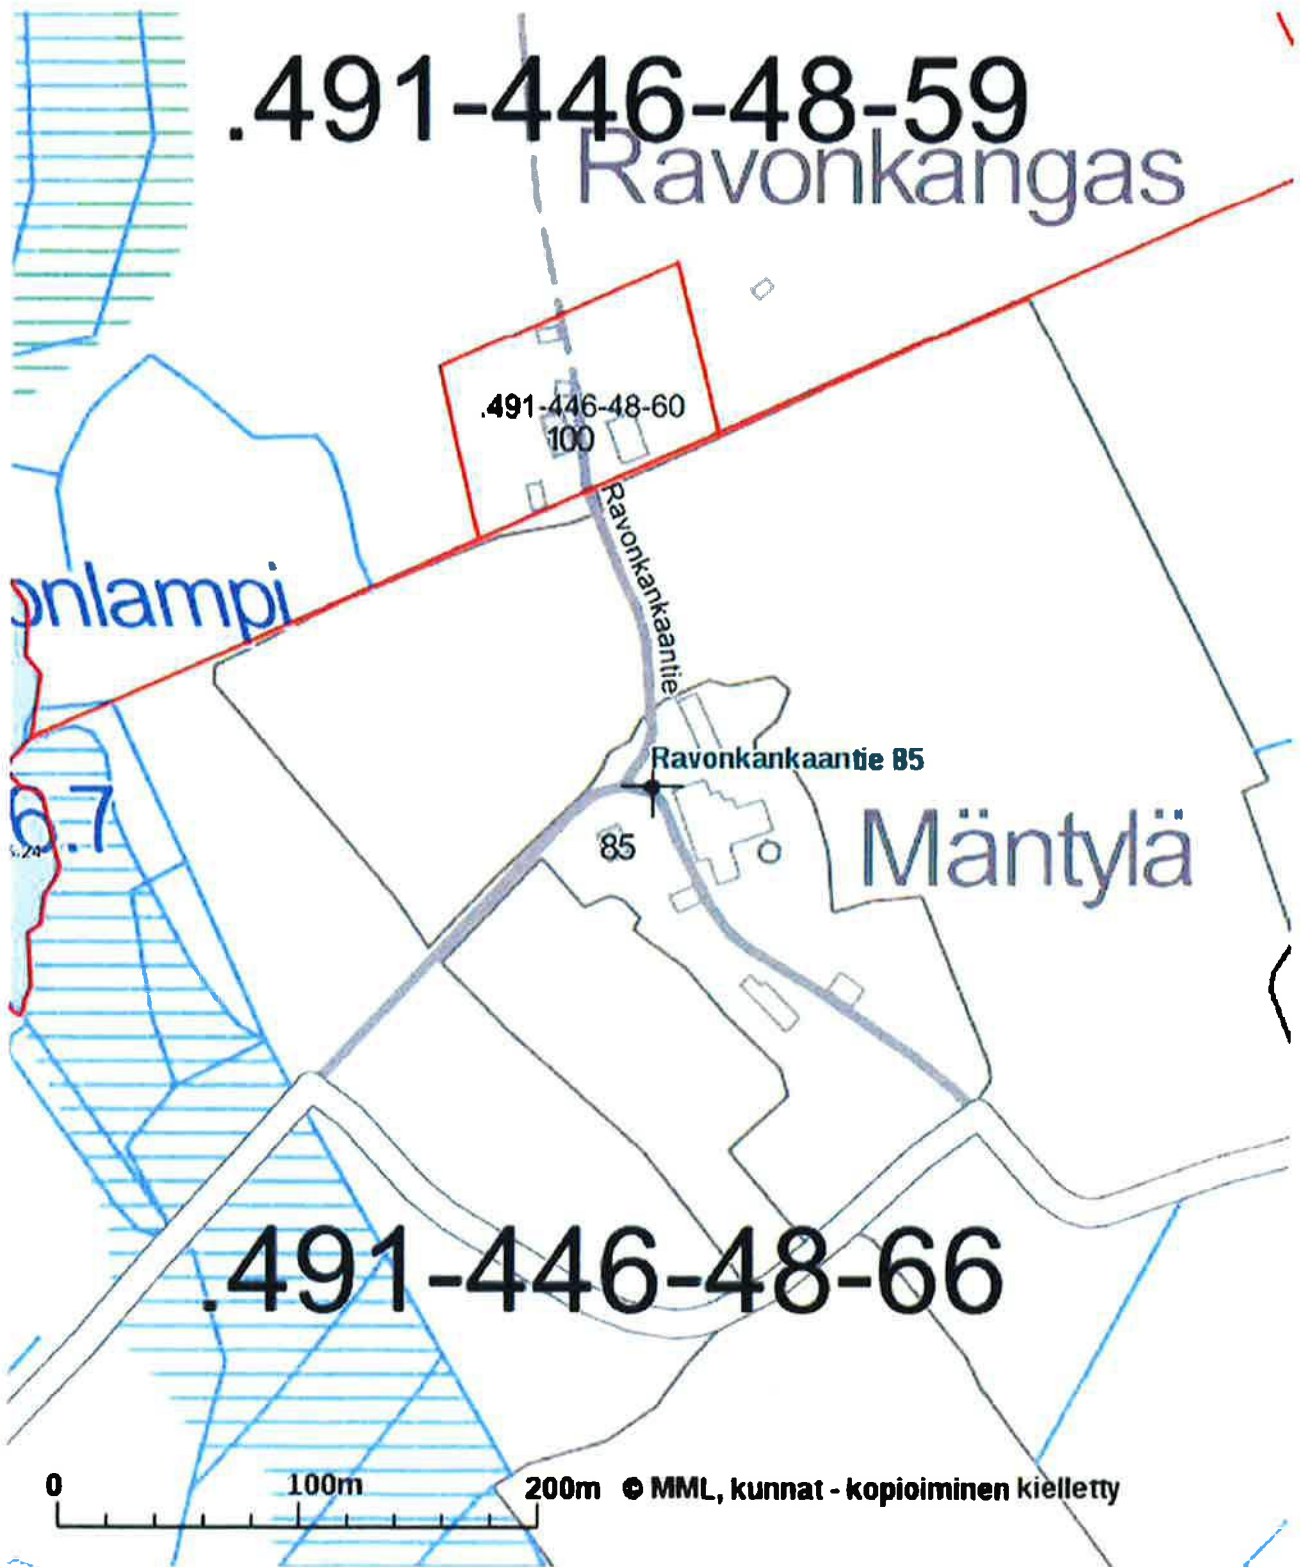 .491-446-48-59
Ravonkangas
.491-446-48-60
100
Ravonkankaantie
onlampi
Ravonkankaantie 85
6.7
.24
85
Mäntylä
.491-446-48-66
0 100m 200m © MML, kunnat - kopioiminen kielletty